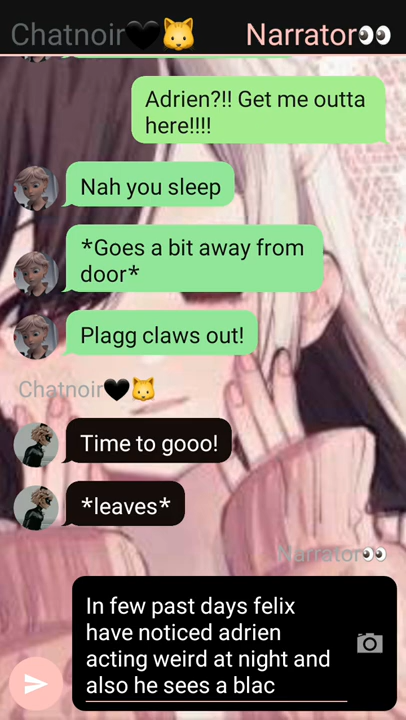 Chatnoir🖤🐱 Narrator👀
Adrien?!! Get me outta
here!!!!
Nah you sleep
*Goes a bit away from
door*
Plagg claws out!
Chatnoir🖤🐱
Time to gooo!
*leaves*
Narrator👀
In few past days felix
have noticed adrien
acting weird at night and
also he sees a blac